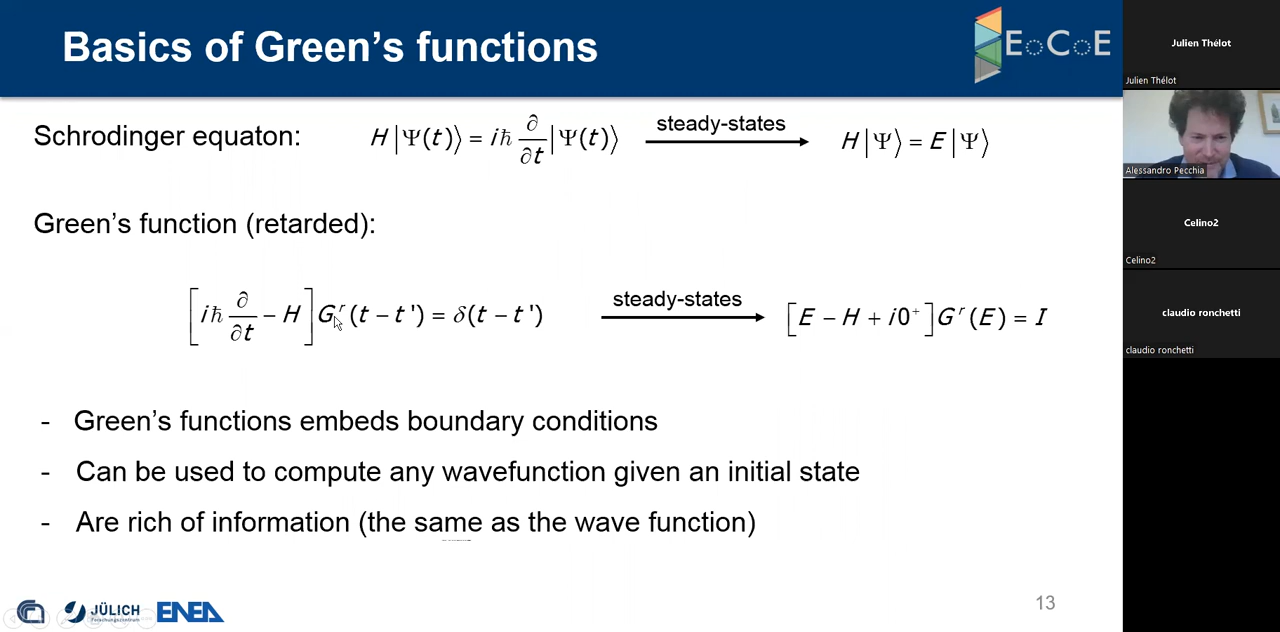 Basics of Green's functions
EoCoE
Schrodinger equaton:
H|Ψ(t)⟩ = iħ ∂/∂t |Ψ(t)⟩
steady-states
H|Ψ⟩ = E|Ψ⟩
Green's function (retarded):
[iħ ∂/∂t − H] Gʳ(t − t') = δ(t − t')
steady-states
[E − H + i0⁺]Gʳ(E) = I
- Green's functions embeds boundary conditions
- Can be used to compute any wavefunction given an initial state
- Are rich of information (the same as the wave function)
13
JÜLICH
Forschungszentrum
ENEA
Julien Thélot
Julien Thélot
Alessandro Pecchia
Celino2
Celino2
claudio ronchetti
claudio ronchetti